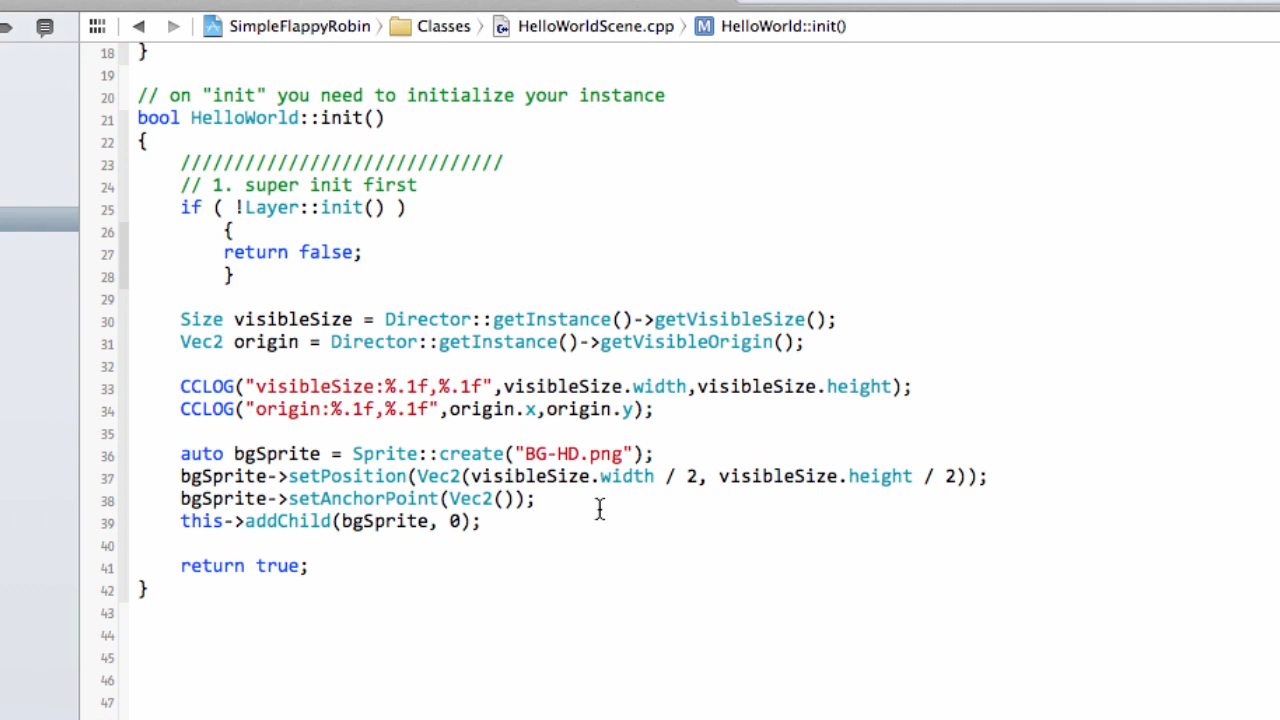 SimpleFlappyRobin Classes HelloWorldScene.cpp M HelloWorld::init()
18 }
19
20 // on "init" you need to initialize your instance
21 bool HelloWorld::init()
22 {
23 //////////////////////////////
24 // 1. super init first
25 if ( !Layer::init() )
26 {
27 return false;
28 }
29
30 Size visibleSize = Director::getInstance()->getVisibleSize();
31 Vec2 origin = Director::getInstance()->getVisibleOrigin();
32
33 CCLOG("visibleSize:%.1f,%.1f",visibleSize.width,visibleSize.height);
34 CCLOG("origin:%.1f,%.1f",origin.x,origin.y);
35
36 auto bgSprite = Sprite::create("BG-HD.png");
37 bgSprite->setPosition(Vec2(visibleSize.width / 2, visibleSize.height / 2));
38 bgSprite->setAnchorPoint(Vec2());
39 this->addChild(bgSprite, 0);
40
41 return true;
42 }
43
44
45
46
47